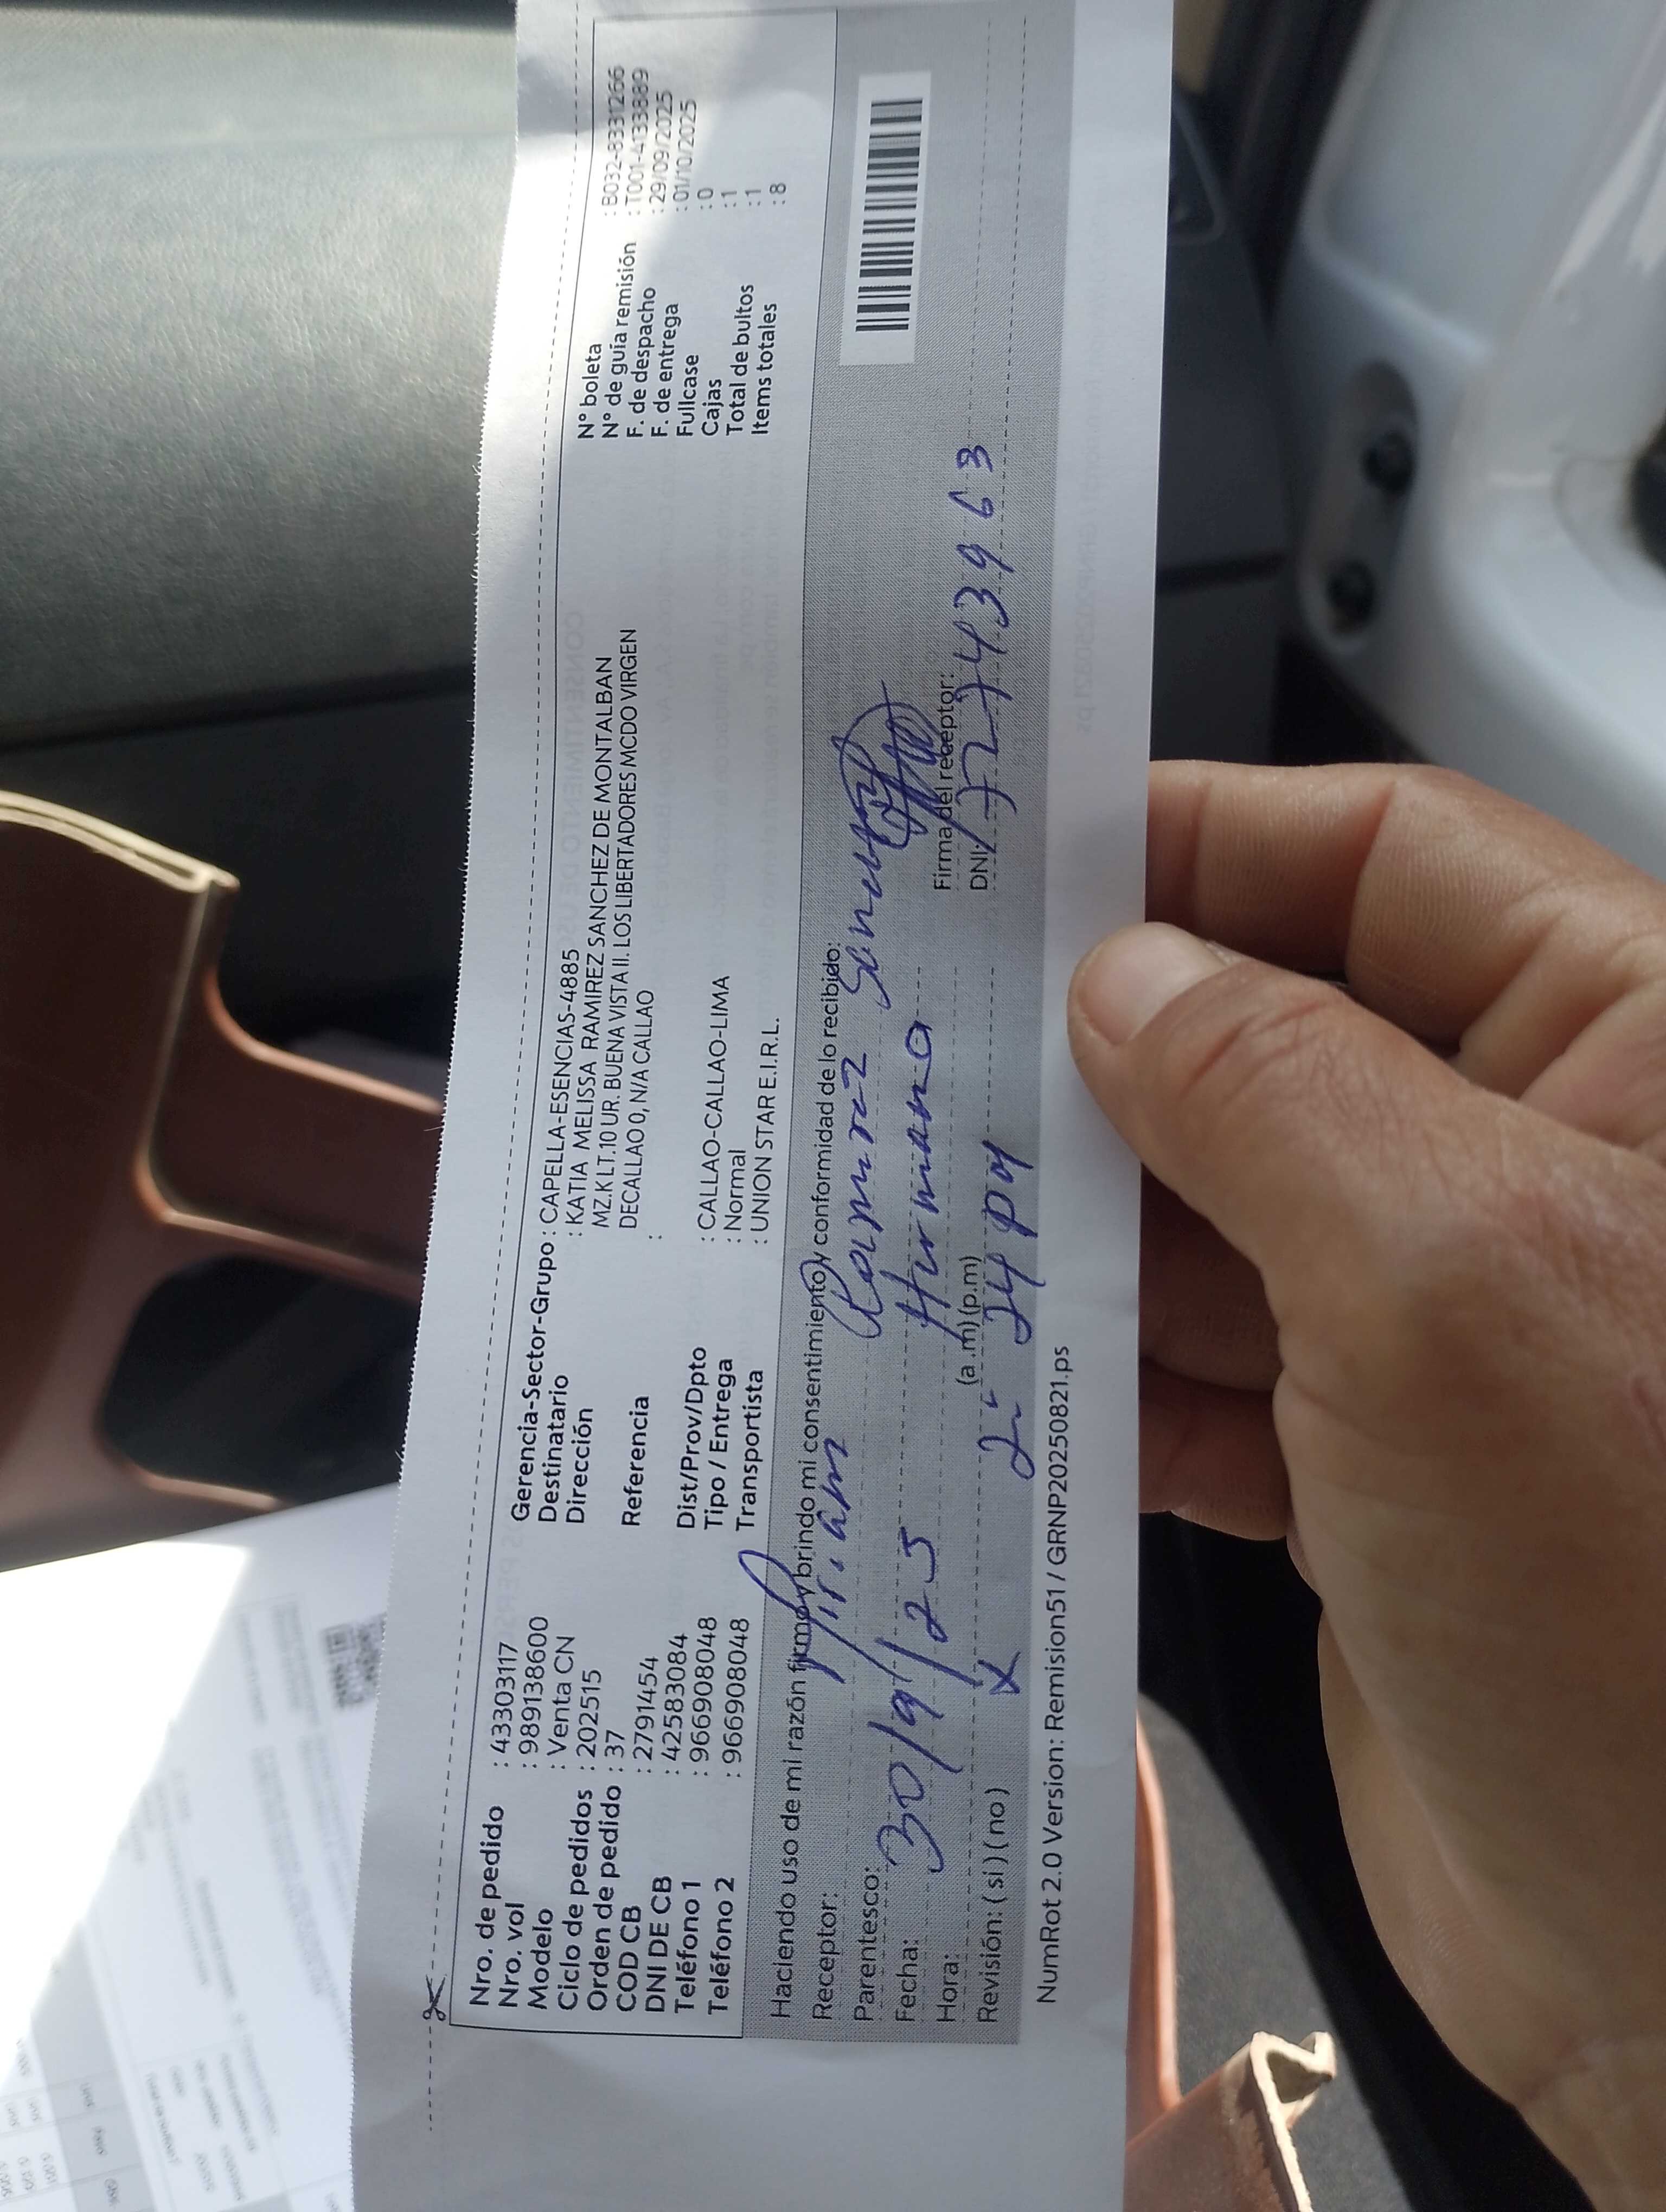 Nro. de pedido : 43303117
Nro. vol : 989138600
Modelo : Venta CN
Ciclo de pedidos : 202515
Orden de pedido : 37
COD CB : 2791454
DNI DE CB : 42583084
Teléfono 1 : 966908048
Teléfono 2 : 966908048
Gerencia-Sector-Grupo : CAPELLA-ESENCIAS-4885
Destinatario : KATIA MELISSA RAMIREZ SANCHEZ DE MONTALBAN
Dirección MZ.K LT.10 UR. BUENA VISTA II. LOS LIBERTADORES MCDO VIRGEN
DECALLAO 0, N/A CALLAO
Referencia :
Dist/Prov/Dpto : CALLAO-CALLAO-LIMA
Tipo / Entrega : Normal
Transportista : UNION STAR E.I.R.L.
N° boleta : B032-8331266
N° de guía remisión : T001-4133889
F. de despacho : 29/09/2025
F. de entrega : 01/10/2025
Fullcase : 0
Cajas : 1
Total de bultos : 1
Items totales : 8
Haciendo uso de mi razón firmo y brindo mi consentimiento y conformidad de lo recibido:
Receptor: Ramirez
Parentesco: Hermana
Fecha: 30/9/25
Hora: (a.m) (p.m) 2:24 PM
Revisión: ( si ) ( no ) X
Firma del receptor:
DNI: 72743963
NumRot 2.0 Version: Remision51 / GRNP20250821.ps